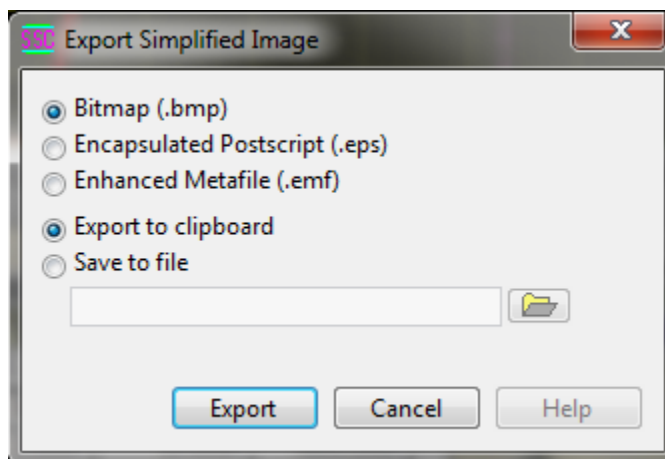 SSC Export Simplified Image
Bitmap (.bmp)
Encapsulated Postscript (.eps)
Enhanced Metafile (.emf)
Export to clipboard
Save to file
Export Cancel Help